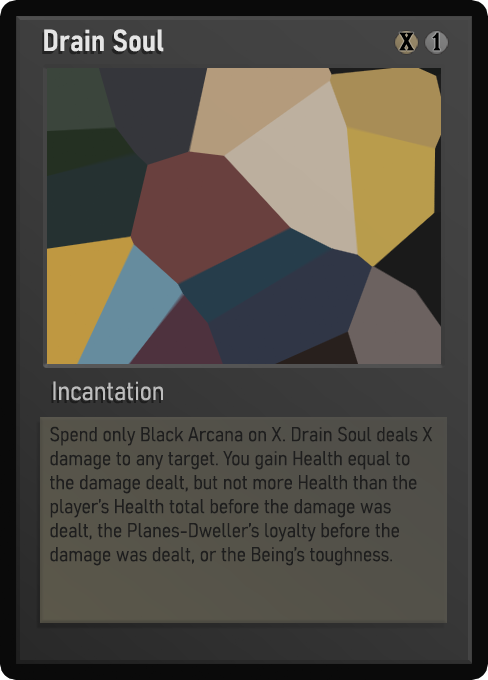 Drain Soul X 1
Incantation
Spend only Black Arcana on X. Drain Soul deals X
damage to any target. You gain Health equal to
the damage dealt, but not more Health than the
player's Health total before the damage was
dealt, the Planes-Dweller's loyalty before the
damage was dealt, or the Being's toughness.